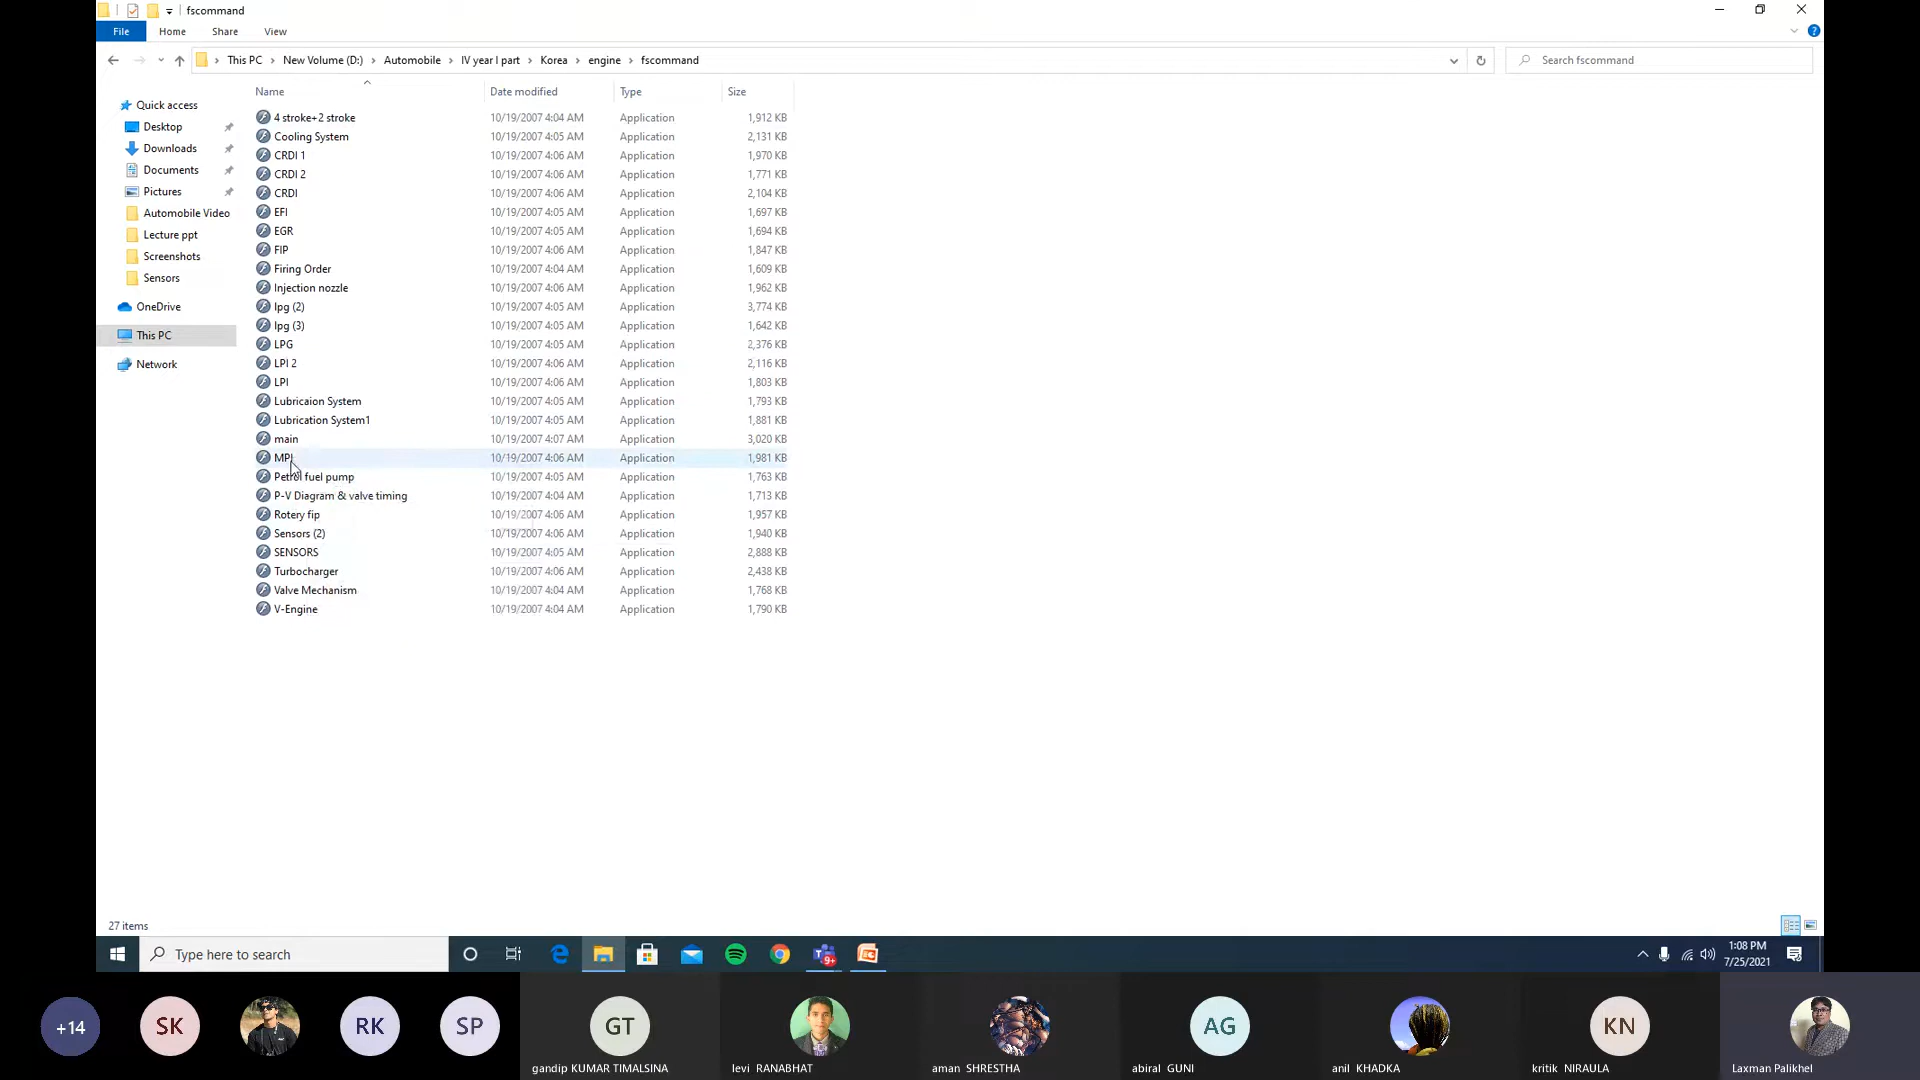 fscommand
File Home Share View
This PC New Volume (D:) Automobile IV year I part Korea engine fscommand
Search fscommand
Name Date modified Type Size
Quick access
Desktop
Downloads
Documents
Pictures
Automobile Video
Lecture ppt
Screenshots
Sensors
OneDrive
This PC
Network
4 stroke+2 stroke 10/19/2007 4:04 AM Application 1,912 KB
Cooling System 10/19/2007 4:05 AM Application 2,131 KB
CRDI 1 10/19/2007 4:06 AM Application 1,970 KB
CRDI 2 10/19/2007 4:06 AM Application 1,771 KB
CRDI 10/19/2007 4:06 AM Application 2,104 KB
EFI 10/19/2007 4:05 AM Application 1,697 KB
EGR 10/19/2007 4:05 AM Application 1,694 KB
FIP 10/19/2007 4:06 AM Application 1,847 KB
Firing Order 10/19/2007 4:04 AM Application 1,609 KB
Injection nozzle 10/19/2007 4:06 AM Application 1,962 KB
lpg (2) 10/19/2007 4:05 AM Application 3,774 KB
lpg (3) 10/19/2007 4:05 AM Application 1,642 KB
LPG 10/19/2007 4:05 AM Application 2,376 KB
LPI 2 10/19/2007 4:06 AM Application 2,116 KB
LPI 10/19/2007 4:06 AM Application 1,803 KB
Lubricaion System 10/19/2007 4:05 AM Application 1,793 KB
Lubrication System1 10/19/2007 4:05 AM Application 1,881 KB
main 10/19/2007 4:07 AM Application 3,020 KB
MPI 10/19/2007 4:06 AM Application 1,981 KB
Petrol fuel pump 10/19/2007 4:05 AM Application 1,763 KB
P-V Diagram & valve timing 10/19/2007 4:04 AM Application 1,713 KB
Rotery fip 10/19/2007 4:06 AM Application 1,957 KB
Sensors (2) 10/19/2007 4:06 AM Application 1,940 KB
SENSORS 10/19/2007 4:05 AM Application 2,888 KB
Turbocharger 10/19/2007 4:06 AM Application 2,438 KB
Valve Mechanism 10/19/2007 4:04 AM Application 1,768 KB
V-Engine 10/19/2007 4:04 AM Application 1,790 KB
27 items
Type here to search
9+
1:08 PM
7/25/2021
+14 SK RK SP GT AG KN
gandip KUMAR TIMALSINA levi RANABHAT aman SHRESTHA abiral GUNI anil KHADKA kritik NIRAULA Laxman Palikhel